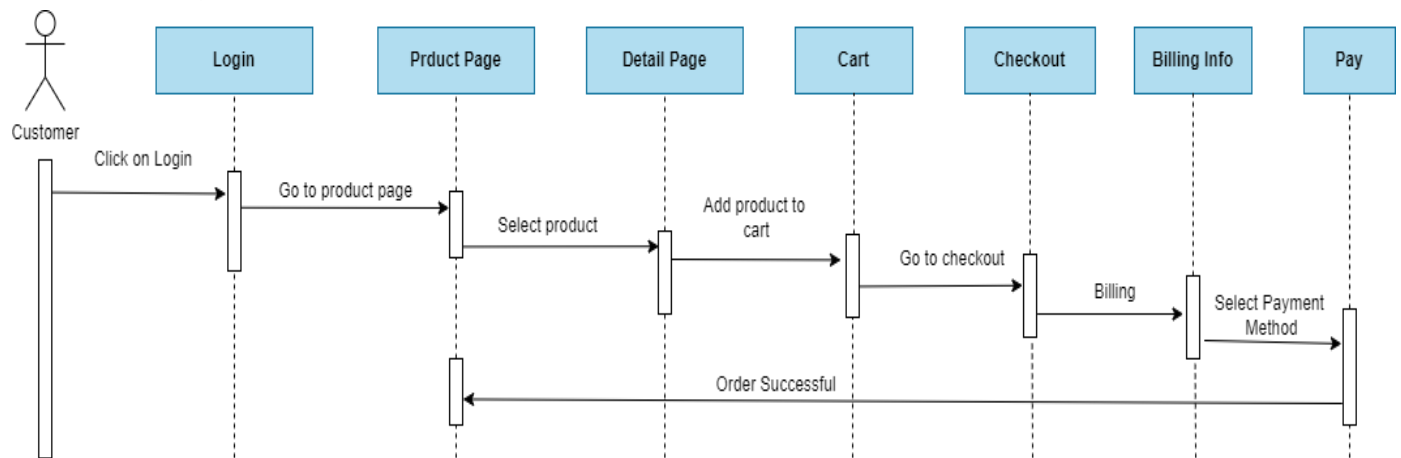 Login
Prduct Page
Detail Page
Cart
Checkout
Billing Info
Pay
Customer
Click on Login
Go to product page
Select product
Add product to
cart
Go to checkout
Billing
Select Payment
Method
Order Successful